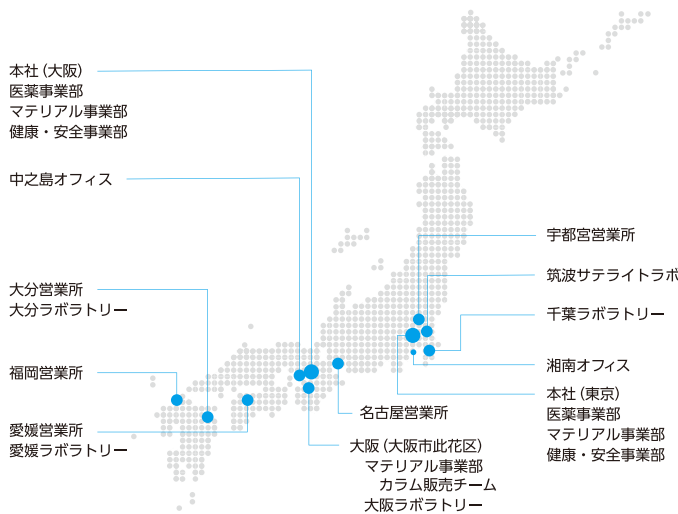 本社（大阪）
医薬事業部
マテリアル事業部
健康・安全事業部
中之島オフィス
大分営業所
大分ラボラトリー
福岡営業所
愛媛営業所
愛媛ラボラトリー
宇都宮営業所
筑波サテライトラボ
千葉ラボラトリー
湘南オフィス
本社（東京）
医薬事業部
マテリアル事業部
健康・安全事業部
名古屋営業所
大阪（大阪市此花区）
マテリアル事業部
カラム販売チーム
大阪ラボラトリー